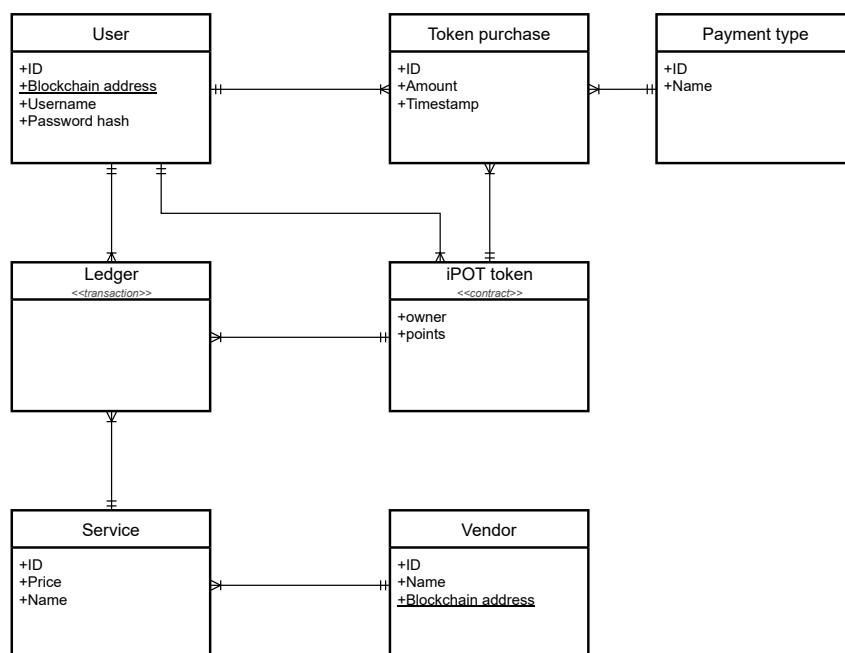 User
+ID
+Blockchain address
+Username
+Password hash
Token purchase
+ID
+Amount
+Timestamp
Payment type
+ID
+Name
Ledger
<<transaction>>
iPOT token
<<contract>>
+owner
+points
Service
+ID
+Price
+Name
Vendor
+ID
+Name
+Blockchain address